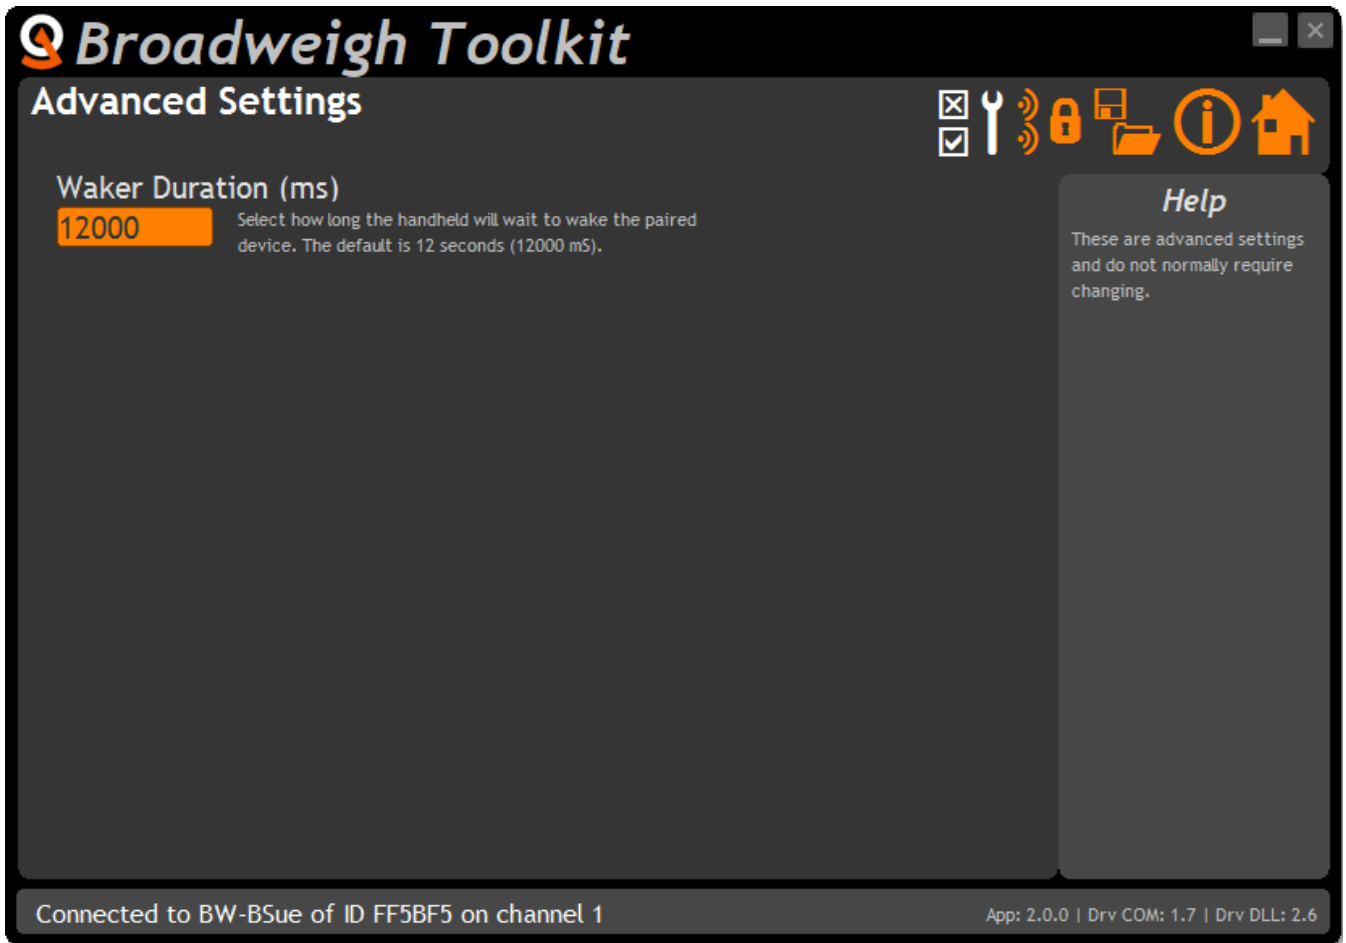 Broadweigh Toolkit
Advanced Settings
Waker Duration (ms)
12000
Select how long the handheld will wait to wake the paired
device. The default is 12 seconds (12000 mS).
Help
These are advanced settings
and do not normally require
changing.
Connected to BW-BSue of ID FF5BF5 on channel 1
App: 2.0.0 | Drv COM: 1.7 | Drv DLL: 2.6